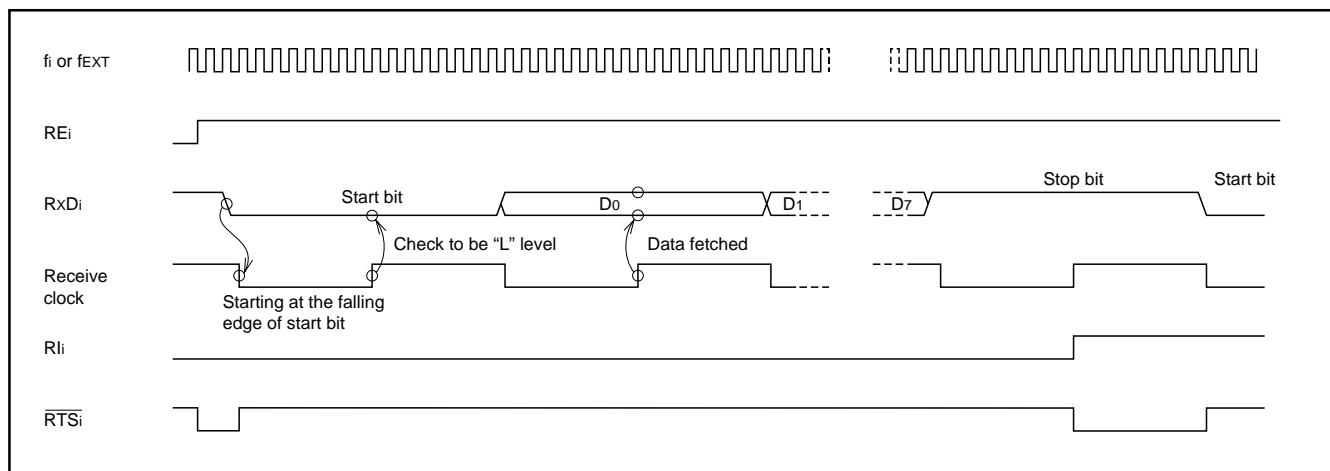 fi or fEXT
REi
RxDi
Start bit
D0
D1
D7
Stop bit
Start bit
Check to be “L” level
Data fetched
Receive
clock
Starting at the falling
edge of start bit
RIi
RTSi